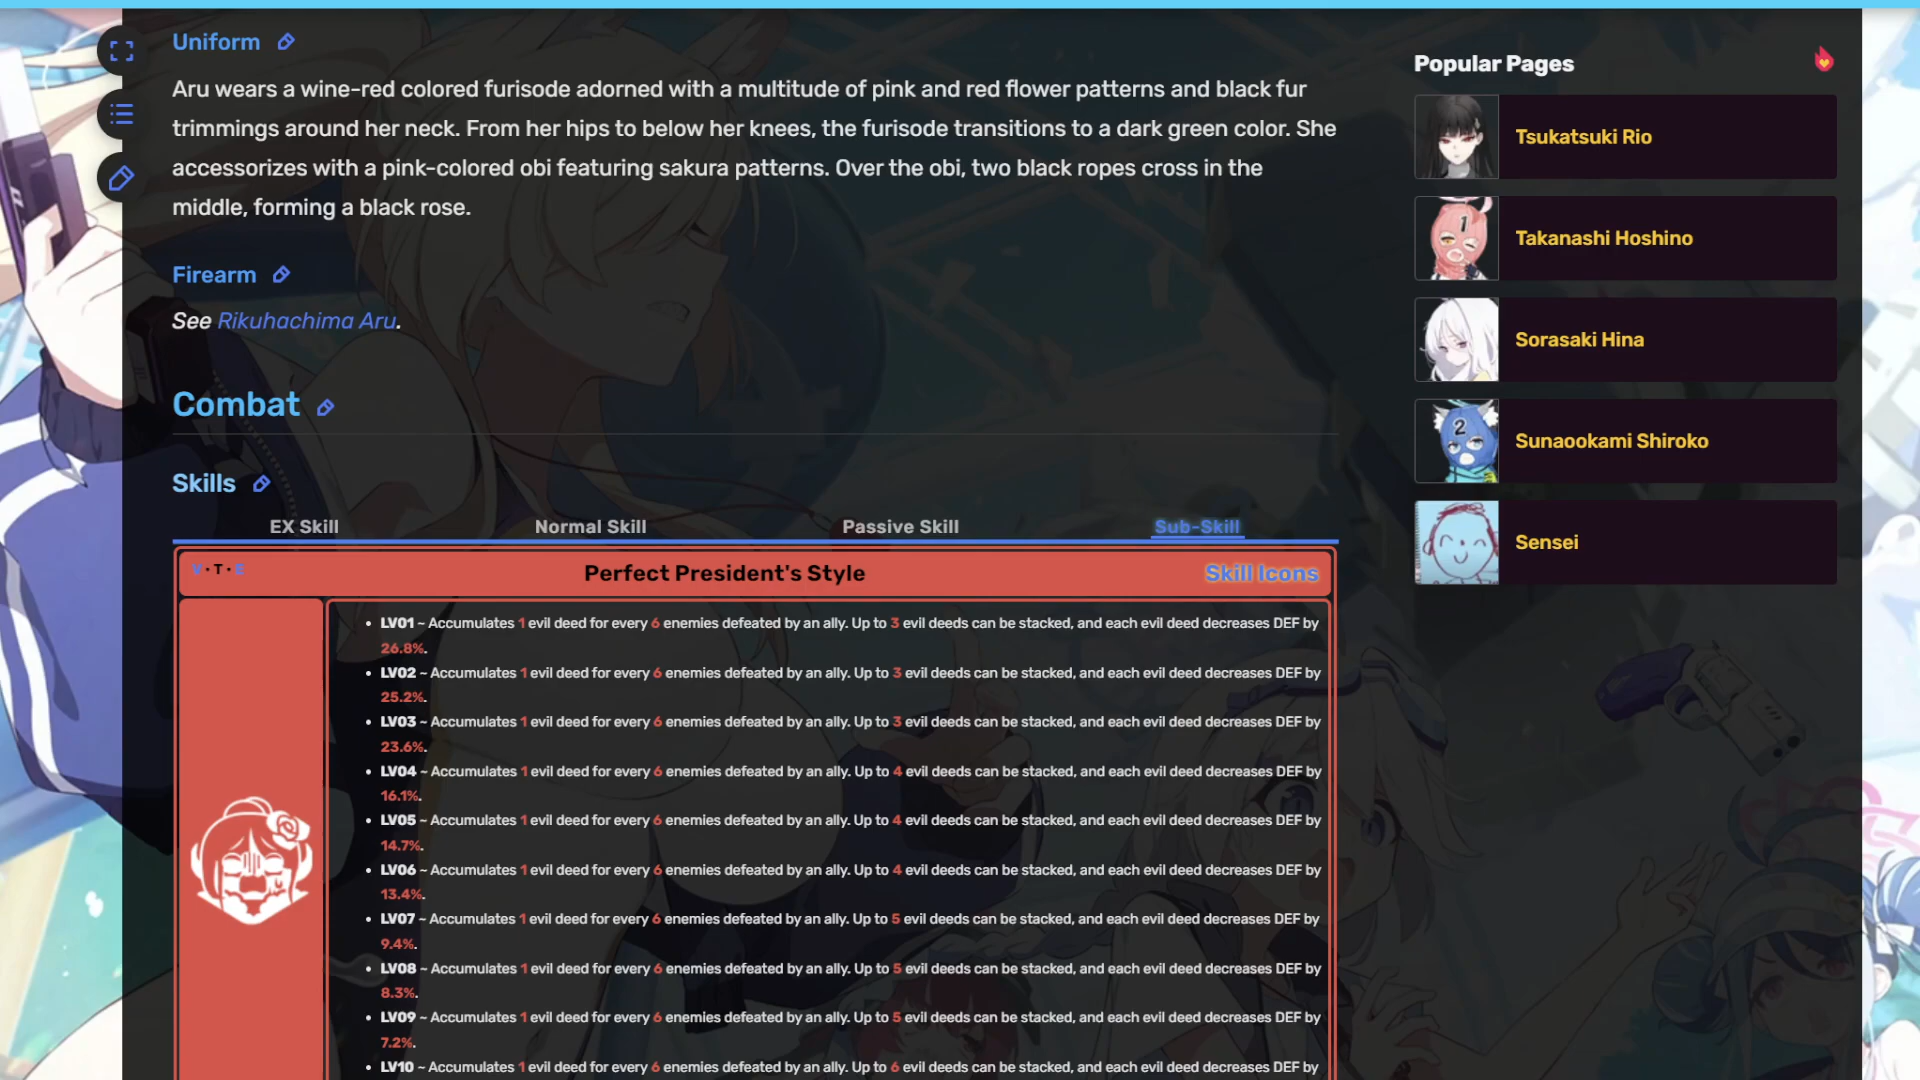 Uniform
Aru wears a wine-red colored furisode adorned with a multitude of pink and red flower patterns and black fur
trimmings around her neck. From her hips to below her knees, the furisode transitions to a dark green color. She
accessorizes with a pink-colored obi featuring sakura patterns. Over the obi, two black ropes cross in the
middle, forming a black rose.
Firearm
See Rikuhachima Aru.
Combat
Skills
EX Skill Normal Skill Passive Skill Sub-Skill
V · T · E Perfect President's Style Skill Icons
• LV01 ~ Accumulates 1 evil deed for every 6 enemies defeated by an ally. Up to 3 evil deeds can be stacked, and each evil deed decreases DEF by
26.8%.
• LV02 ~ Accumulates 1 evil deed for every 6 enemies defeated by an ally. Up to 3 evil deeds can be stacked, and each evil deed decreases DEF by
25.2%.
• LV03 ~ Accumulates 1 evil deed for every 6 enemies defeated by an ally. Up to 3 evil deeds can be stacked, and each evil deed decreases DEF by
23.6%.
• LV04 ~ Accumulates 1 evil deed for every 6 enemies defeated by an ally. Up to 4 evil deeds can be stacked, and each evil deed decreases DEF by
16.1%.
• LV05 ~ Accumulates 1 evil deed for every 6 enemies defeated by an ally. Up to 4 evil deeds can be stacked, and each evil deed decreases DEF by
14.7%.
• LV06 ~ Accumulates 1 evil deed for every 6 enemies defeated by an ally. Up to 4 evil deeds can be stacked, and each evil deed decreases DEF by
13.4%.
• LV07 ~ Accumulates 1 evil deed for every 6 enemies defeated by an ally. Up to 5 evil deeds can be stacked, and each evil deed decreases DEF by
9.4%.
• LV08 ~ Accumulates 1 evil deed for every 6 enemies defeated by an ally. Up to 5 evil deeds can be stacked, and each evil deed decreases DEF by
8.3%.
• LV09 ~ Accumulates 1 evil deed for every 6 enemies defeated by an ally. Up to 5 evil deeds can be stacked, and each evil deed decreases DEF by
7.2%.
• LV10 ~ Accumulates 1 evil deed for every 6 enemies defeated by an ally. Up to 6 evil deeds can be stacked, and each evil deed decreases DEF by
Popular Pages
Tsukatsuki Rio
1
Takanashi Hoshino
Sorasaki Hina
2
Sunaookami Shiroko
Sensei